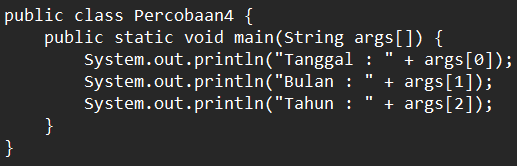 public class Percobaan4 {
    public static void main(String args[]) {
        System.out.println("Tanggal : " + args[0]);
        System.out.println("Bulan : " + args[1]);
        System.out.println("Tahun : " + args[2]);
    }
}